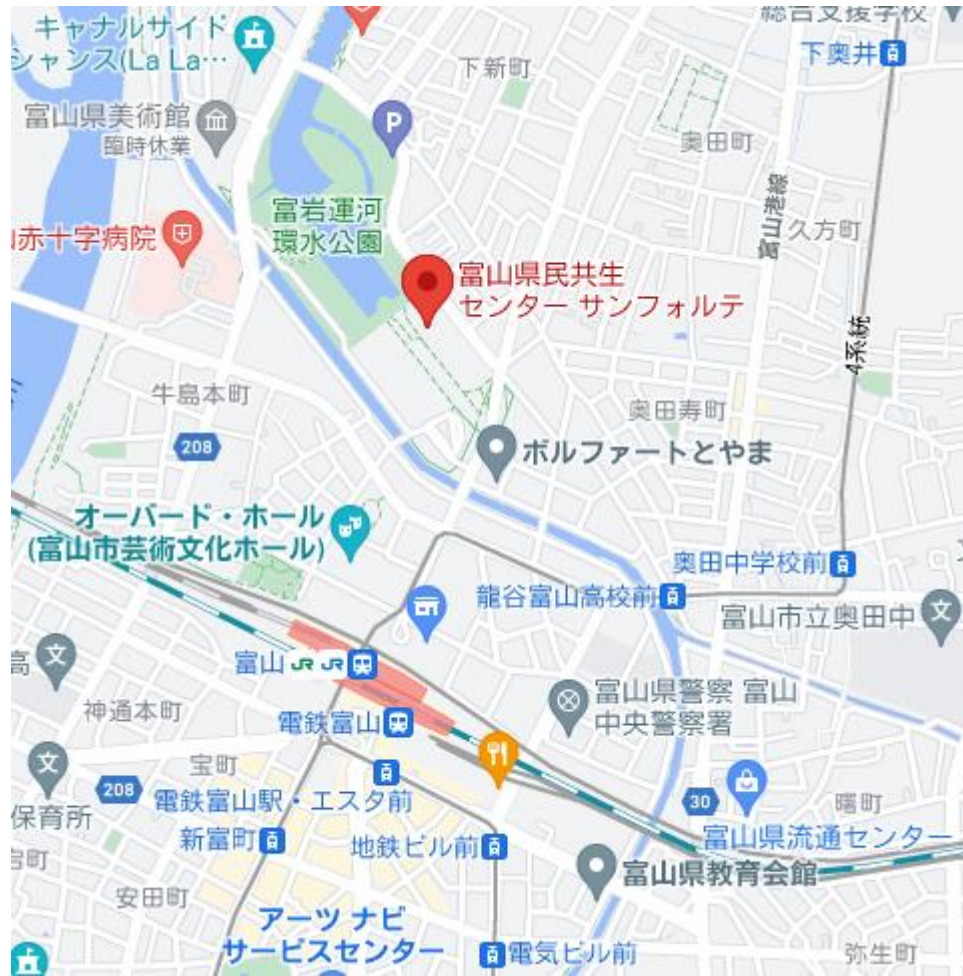 総合支援学校
キャナルサイド
シャンス(La La…
下新町
下奥井
富山県美術館
臨時休業
P
奥田町
富岩運河
環水公園
赤十字病院
富山港線
久方町
富山県民共生
センター サンフォルテ
4系統
牛島本町
奥田寿町
208
ボルファートとやま
オーバード・ホール
(富山市芸術文化ホール)
奥田中学校前
龍谷富山高校前
富山市立奥田中
文
高
文
富山 JR JR
富山県警察 富山
中央警察署
神通本町
電鉄富山
文
宝町
208
30
保育所
電鉄富山駅・エスタ前
曙町
新富町
地鉄ビル前
富山県流通センター
富山県教育会館
安田町
アーツ ナビ
サービスセンター
電気ビル前
弥生町